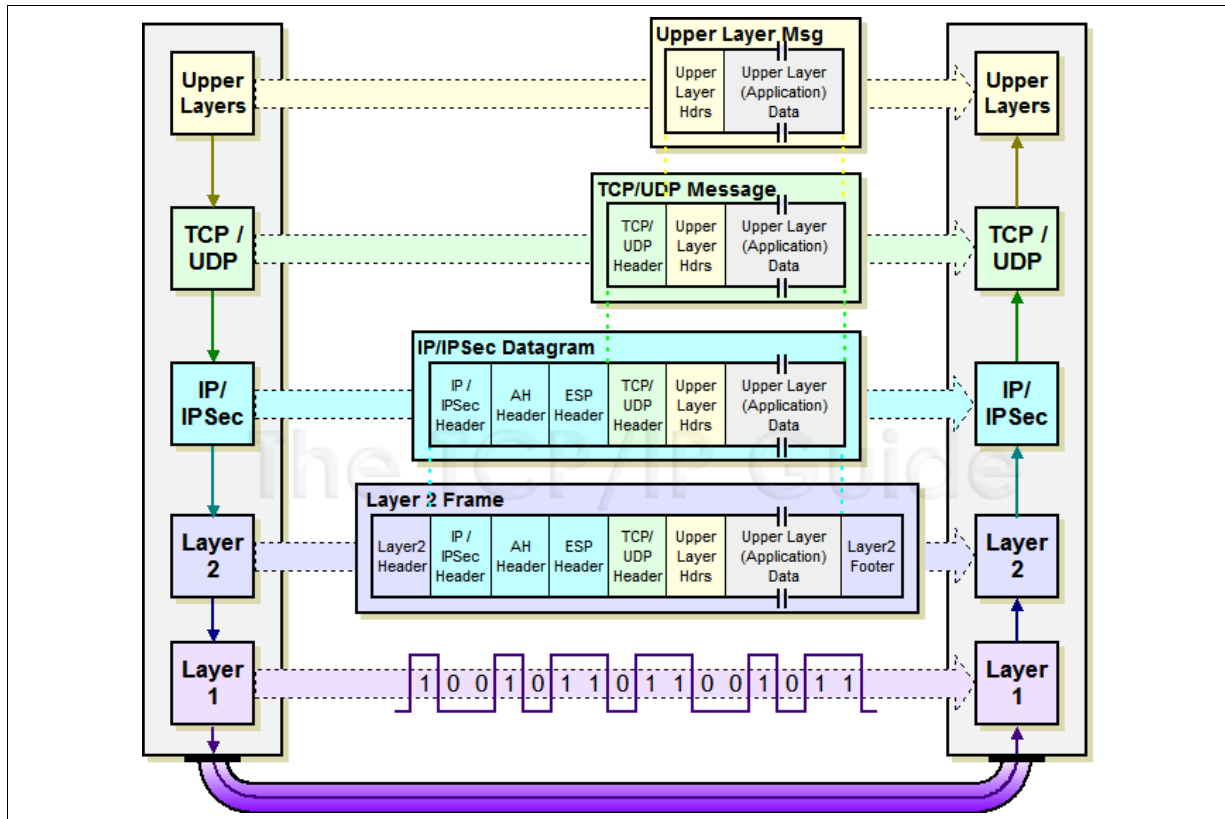 Upper Layer Msg
Upper
Layers
Upper
Layer
Hdrs
Upper Layer
(Application)
Data
Upper
Layers
TCP/UDP Message
TCP /
UDP
TCP/
UDP
Header
Upper
Layer
Hdrs
Upper Layer
(Application)
Data
TCP /
UDP
IP/IPSec Datagram
IP/
IPSec
IP /
IPSec
Header
AH
Header
ESP
Header
TCP/
UDP
Header
Upper
Layer
Hdrs
Upper Layer
(Application)
Data
IP/
IPSec
The TCP/IP Guide
Layer 2 Frame
Layer
2
Layer2
Header
IP /
IPSec
Header
AH
Header
ESP
Header
TCP/
UDP
Header
Upper
Layer
Hdrs
Upper Layer
(Application)
Data
Layer2
Footer
Layer
2
Layer
1
1 0 0 1 0 1 1 0 1 1 0 0 1 0 1 1
Layer
1